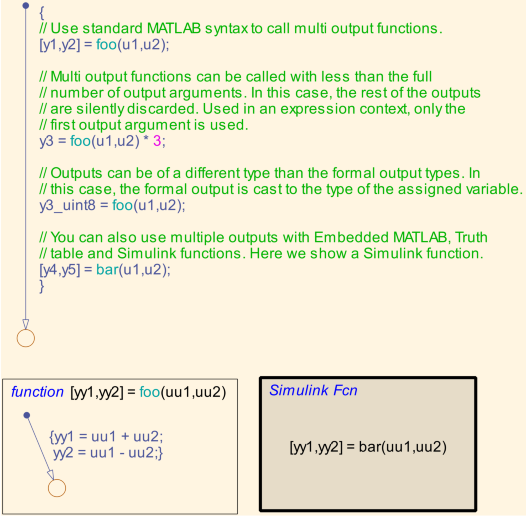 {
// Use standard MATLAB syntax to call multi output functions.
[y1,y2] = foo(u1,u2);
// Multi output functions can be called with less than the full
// number of output arguments. In this case, the rest of the outputs
// are silently discarded. Used in an expression context, only the
// first output argument is used.
y3 = foo(u1,u2) * 3;
// Outputs can be of a different type than the formal output types. In
// this case, the formal output is cast to the type of the assigned variable.
y3_uint8 = foo(u1,u2);
// You can also use multiple outputs with Embedded MATLAB, Truth
// table and Simulink functions. Here we show a Simulink function.
[y4,y5] = bar(u1,u2);
}
function [yy1,yy2] = foo(uu1,uu2)
{yy1 = uu1 + uu2;
yy2 = uu1 - uu2;}
Simulink Fcn
[yy1,yy2] = bar(uu1,uu2)